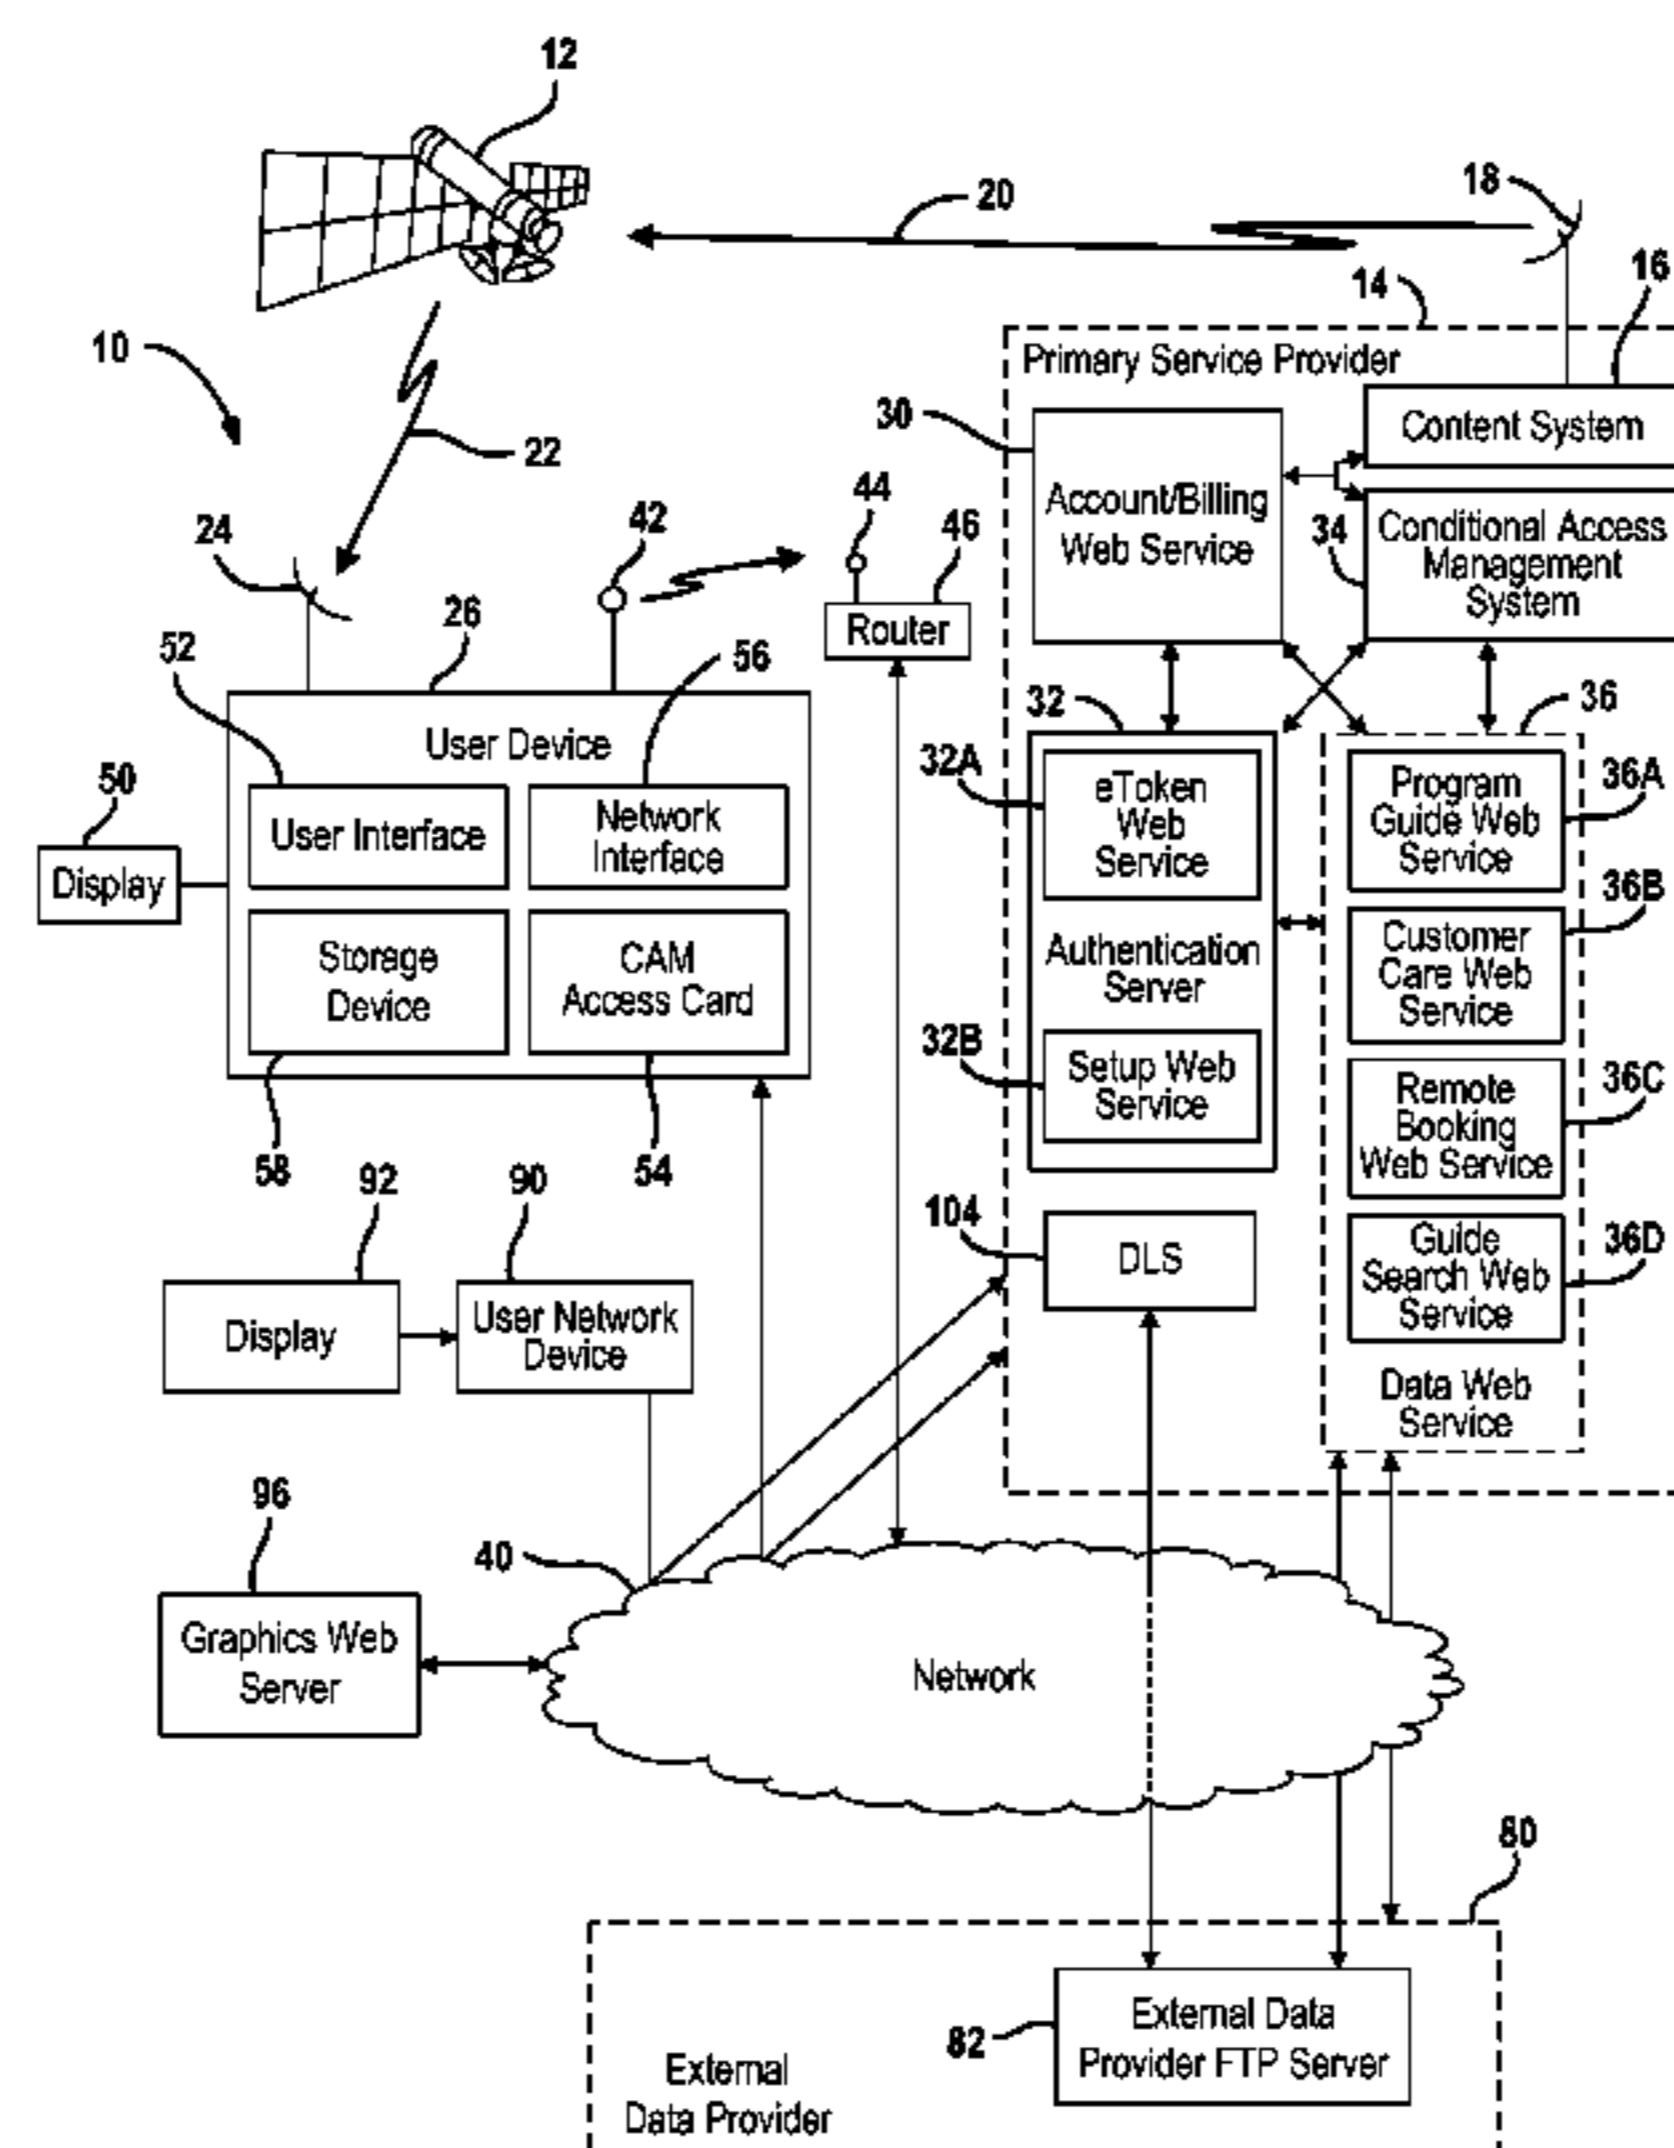 12
20
18
16
14
10
Primary Service Provider
30
Content System
22
44
Account/Billing
Web Service
34
Conditional Access
Management
System
24
42
46
26
Router
52
56
32
36
User Device
50
32A
eToken
Web
Service
Program
Guide Web
Service
36A
User Interface
Network
Interface
Display
36B
Storage
Device
CAM
Access Card
Authentication
Server
Customer
Care Web
Service
32B
Setup Web
Service
Remote
Booking
Web Service
36C
58
54
92
90
104
DLS
Guide
Search Web
Service
36D
Display
User Network
Device
Data Web
Service
96
40
Graphics Web
Server
Network
80
82
External Data
Provider FTP Server
External
Data Provider